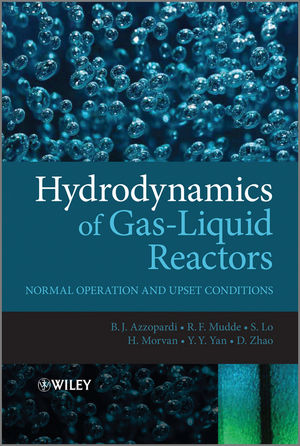 Hydrodynamics
of Gas-Liquid
Reactors
NORMAL OPERATION AND UPSET CONDITIONS
B. J. Azzopardi • R. F. Mudde • S. Lo
H. Morvan • Y. Y. Yan • D. Zhao
WILEY